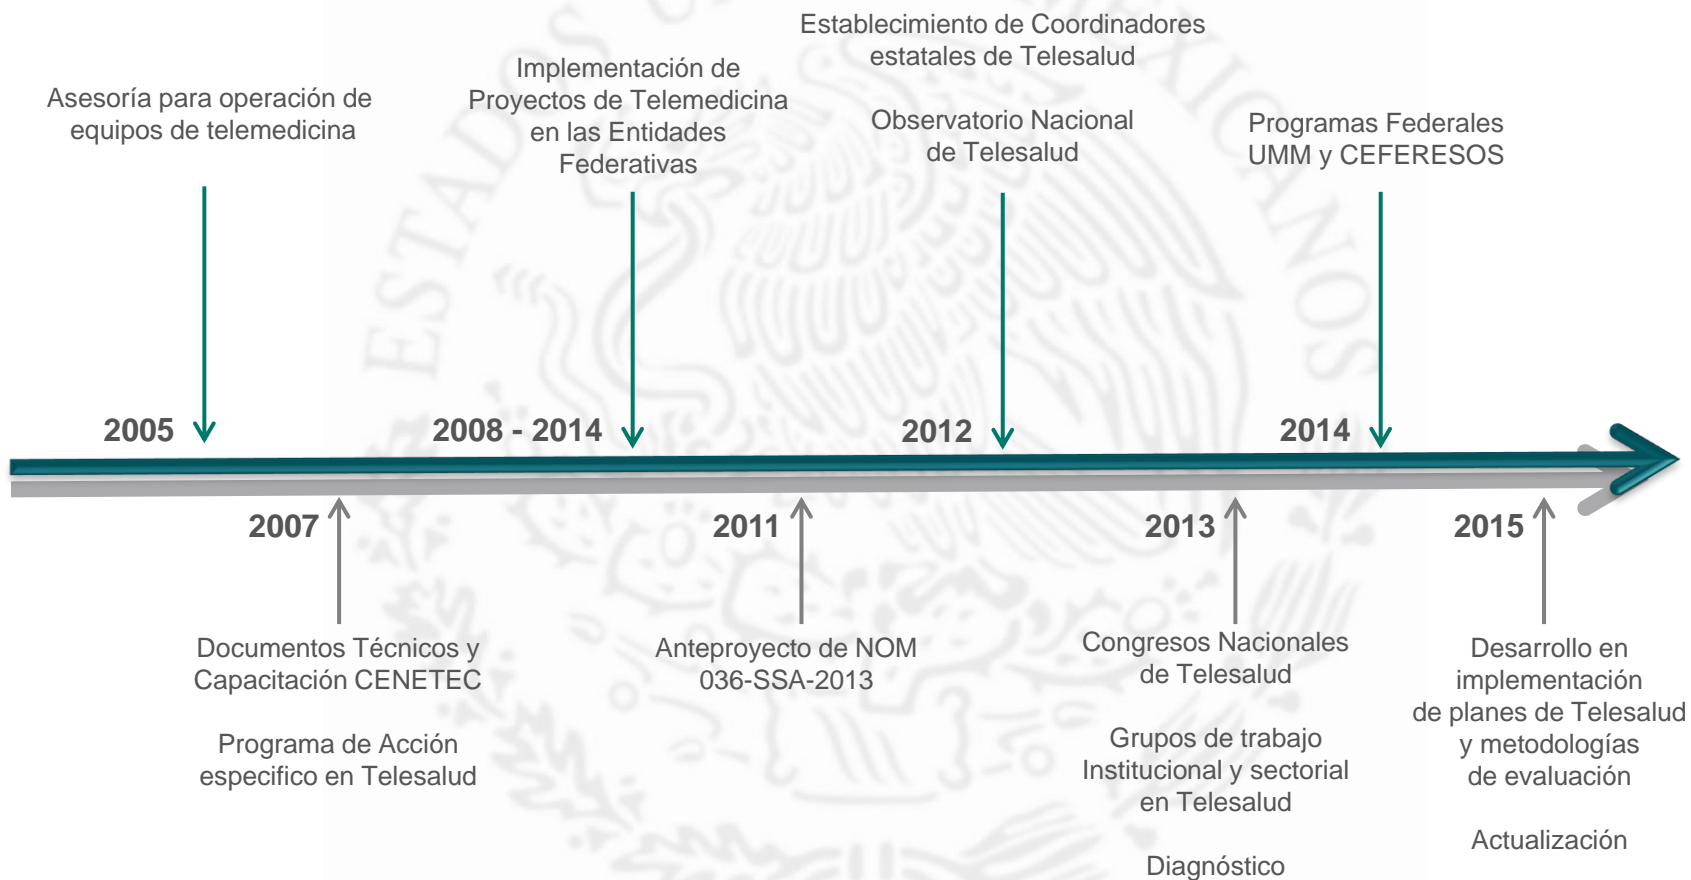 Establecimiento de Coordinadores
estatales de Telesalud
Observatorio Nacional
de Telesalud
Implementación de
Proyectos de Telemedicina
en las Entidades
Federativas
Asesoría para operación de
equipos de telemedicina
Programas Federales
UMM y CEFERESOS
2005
2008 - 2014
2012
2014
2007
2011
2013
2015
Documentos Técnicos y
Capacitación CENETEC
Programa de Acción
especifico en Telesalud
Anteproyecto de NOM
036-SSA-2013
Congresos Nacionales
de Telesalud
Grupos de trabajo
Institucional y sectorial
en Telesalud
Diagnóstico
Desarrollo en
implementación
de planes de Telesalud
y metodologías
de evaluación
Actualización
ESTADOS U
MEXICANOS